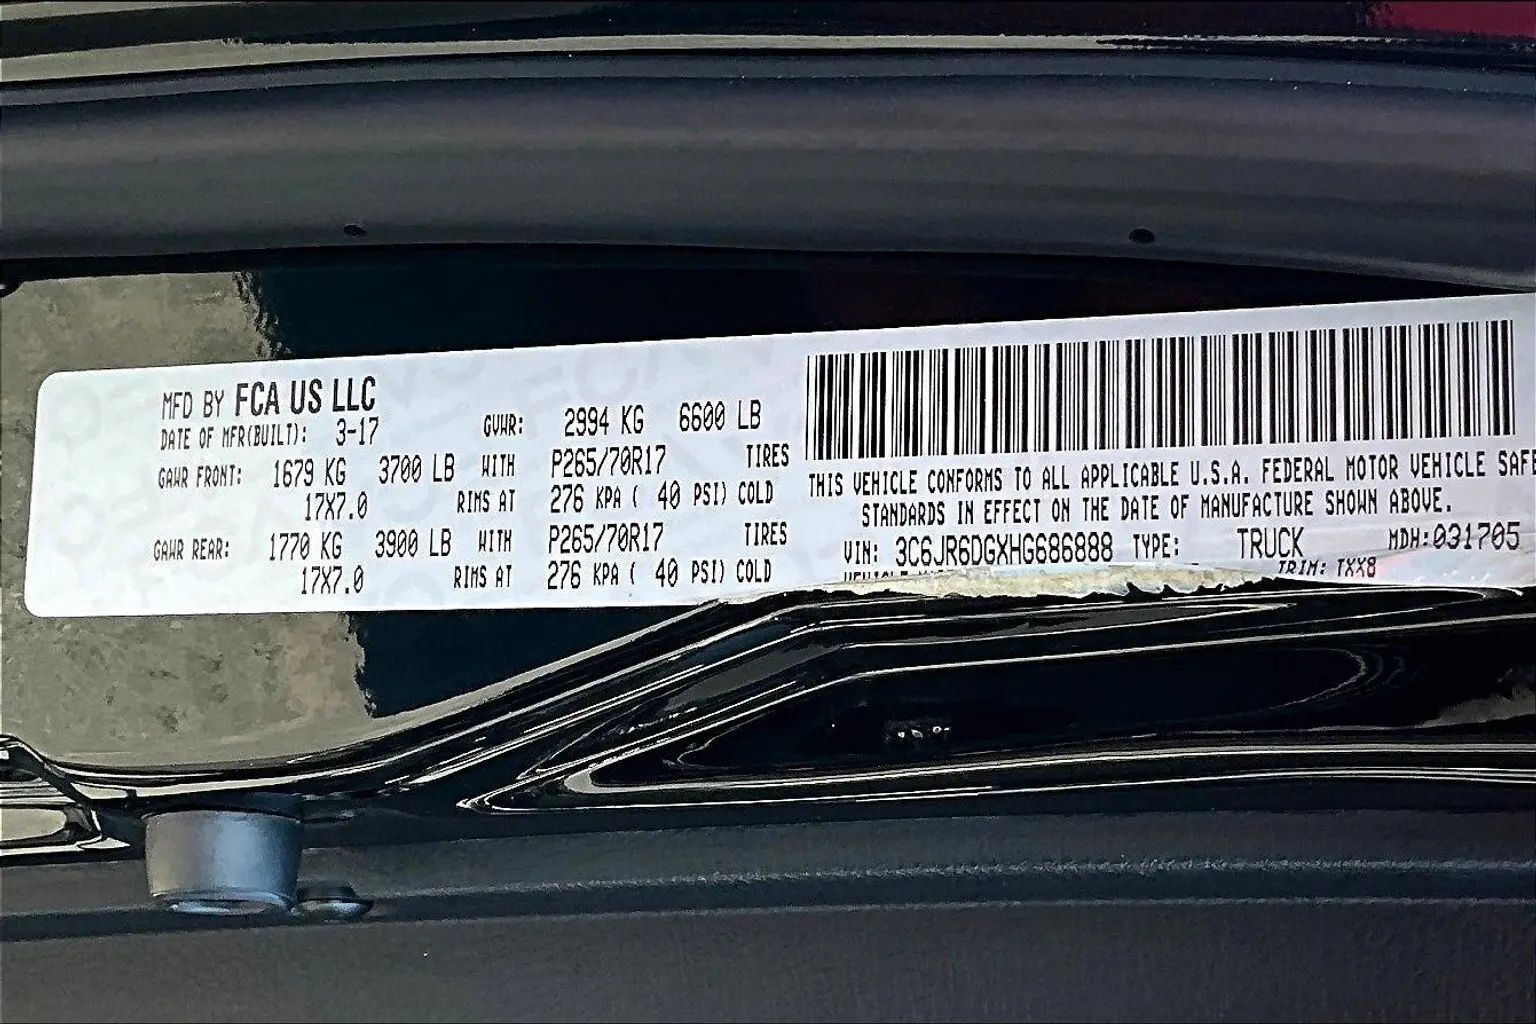 MFD BY FCA US LLC
DATE OF MFR(BUILT): 3-17 GVWR: 2994 KG 6600 LB
GAWR FRONT: 1679 KG 3700 LB WITH P265/70R17 TIRES
17X7.0 RIMS AT 276 KPA ( 40 PSI) COLD
GAWR REAR: 1770 KG 3900 LB WITH P265/70R17 TIRES
17X7.0 RIMS AT 276 KPA ( 40 PSI) COLD
THIS VEHICLE CONFORMS TO ALL APPLICABLE U.S.A. FEDERAL MOTOR VEHICLE SAFE
STANDARDS IN EFFECT ON THE DATE OF MANUFACTURE SHOWN ABOVE.
VIN: 3C6JR6DGXHG686888 TYPE: TRUCK MDH:031705
TRIM: TXX8